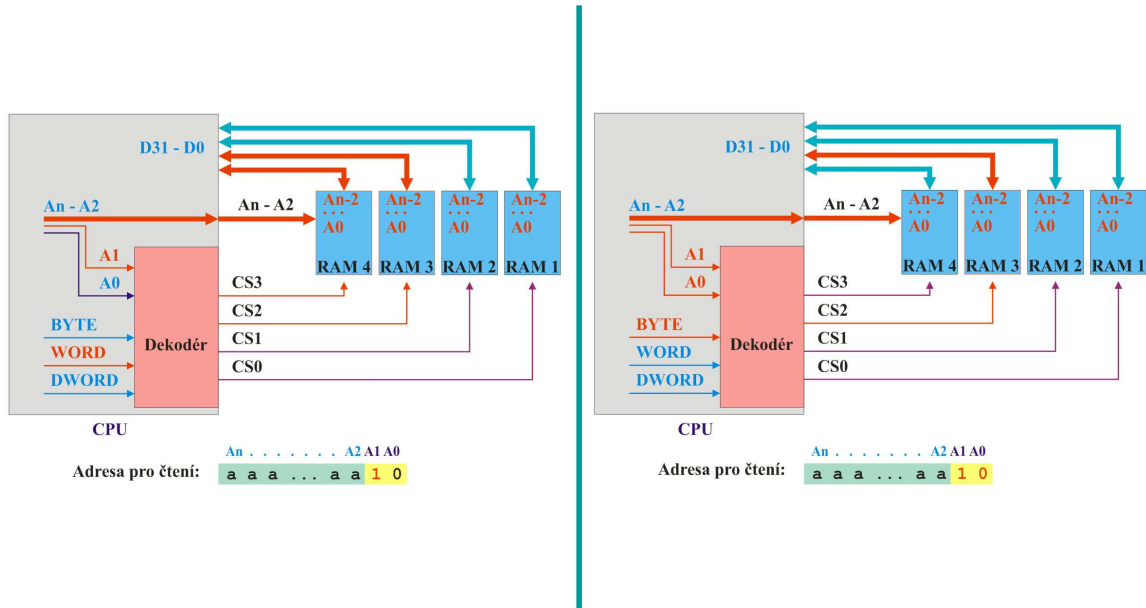 D31 - D0
An - A2
An - A2
An-2
...
A0
RAM 4
An-2
...
A0
RAM 3
An-2
...
A0
RAM 2
An-2
...
A0
RAM 1
A1
A0
CS3
CS2
CS1
CS0
BYTE
WORD
DWORD
Dekodér
CPU
An . . . . . . . A2 A1 A0
Adresa pro čtení: a a a ... a a 1 0
D31 - D0
An - A2
An - A2
An-2
...
A0
RAM 4
An-2
...
A0
RAM 3
An-2
...
A0
RAM 2
An-2
...
A0
RAM 1
A1
A0
CS3
CS2
CS1
CS0
BYTE
WORD
DWORD
Dekodér
CPU
An . . . . . . . A2 A1 A0
Adresa pro čtení: a a a ... a a 1 0